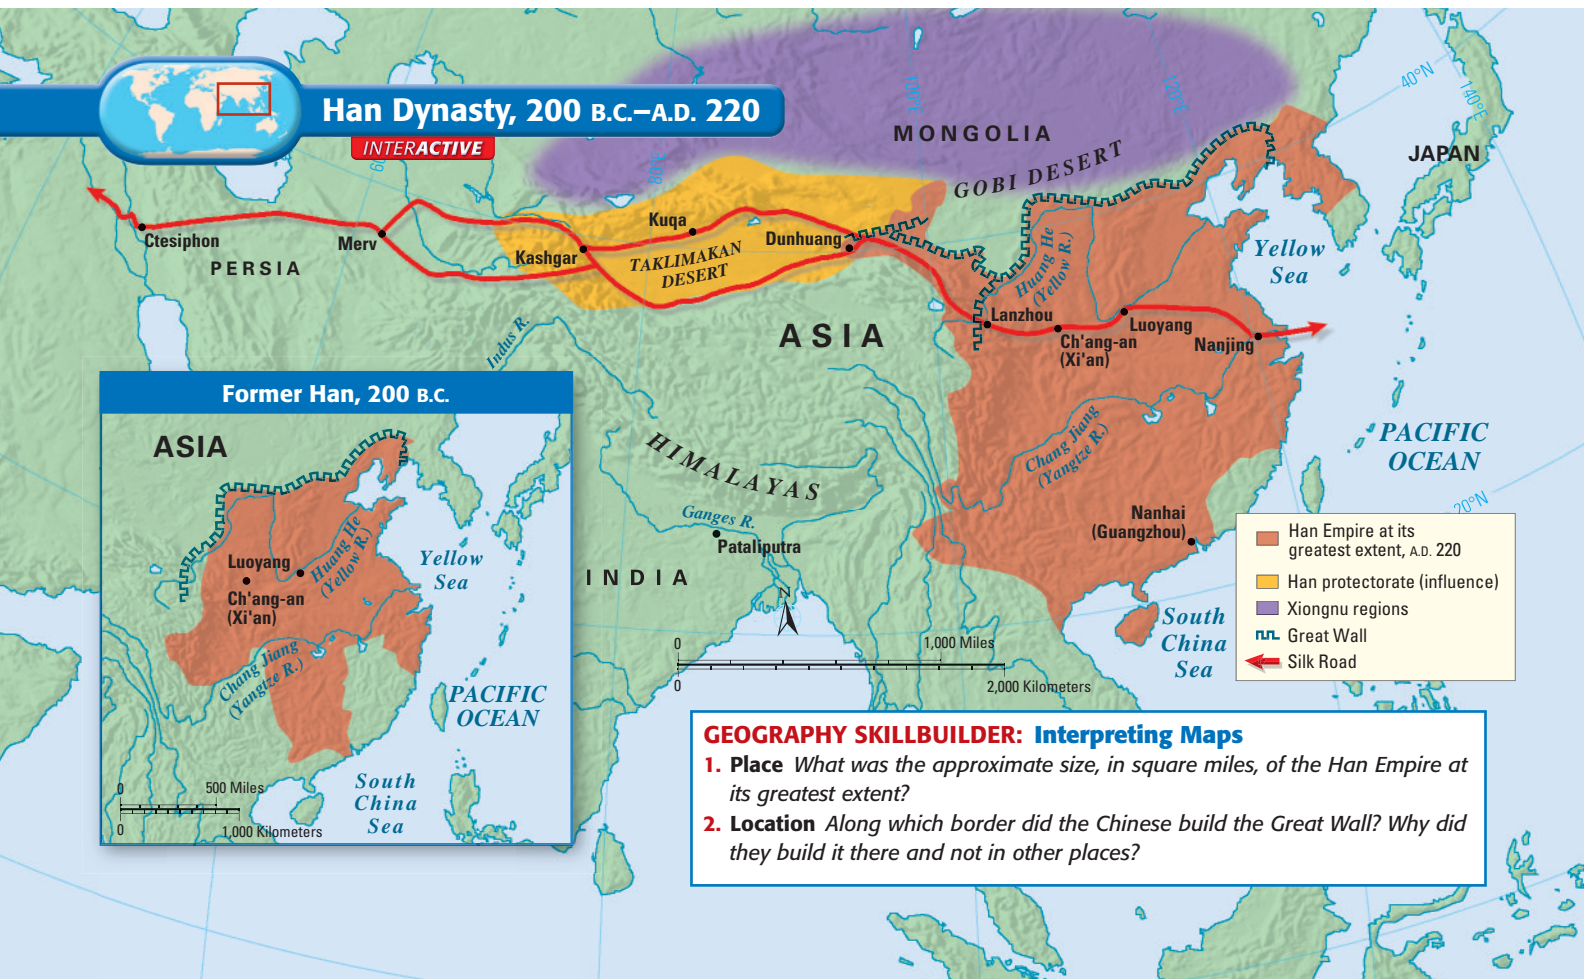 Han Dynasty, 200 B.C.–A.D. 220
INTERACTIVE
100°E
120°E
40°N
140°E
80°E
MONGOLIA
JAPAN
GOBI DESERT
Kuqa
Ctesiphon
Merv
Dunhuang
Kashgar
TAKLIMAKAN
DESERT
PERSIA
Huang He
(Yellow R.)
Yellow
Sea
ASIA
Lanzhou
Luoyang
Ch'ang-an
(Xi'an)
Nanjing
Indus R.
HIMALAYAS
Chang Jiang
(Yangtze R.)
PACIFIC
OCEAN
20°N
Ganges R.
Pataliputra
INDIA
Nanhai
(Guangzhou)
South
China
Sea
N
0
1,000 Miles
0
2,000 Kilometers
Han Empire at its
greatest extent, A.D. 220
Han protectorate (influence)
Xiongnu regions
Great Wall
Silk Road
Former Han, 200 B.C.
ASIA
Luoyang
Huang He
(Yellow R.)
Ch'ang-an
(Xi'an)
Yellow
Sea
Chang Jiang
(Yangtze R.)
PACIFIC
OCEAN
South
China
Sea
0
500 Miles
0
1,000 Kilometers
GEOGRAPHY SKILLBUILDER: Interpreting Maps
1. Place What was the approximate size, in square miles, of the Han Empire at
its greatest extent?
2. Location Along which border did the Chinese build the Great Wall? Why did
they build it there and not in other places?